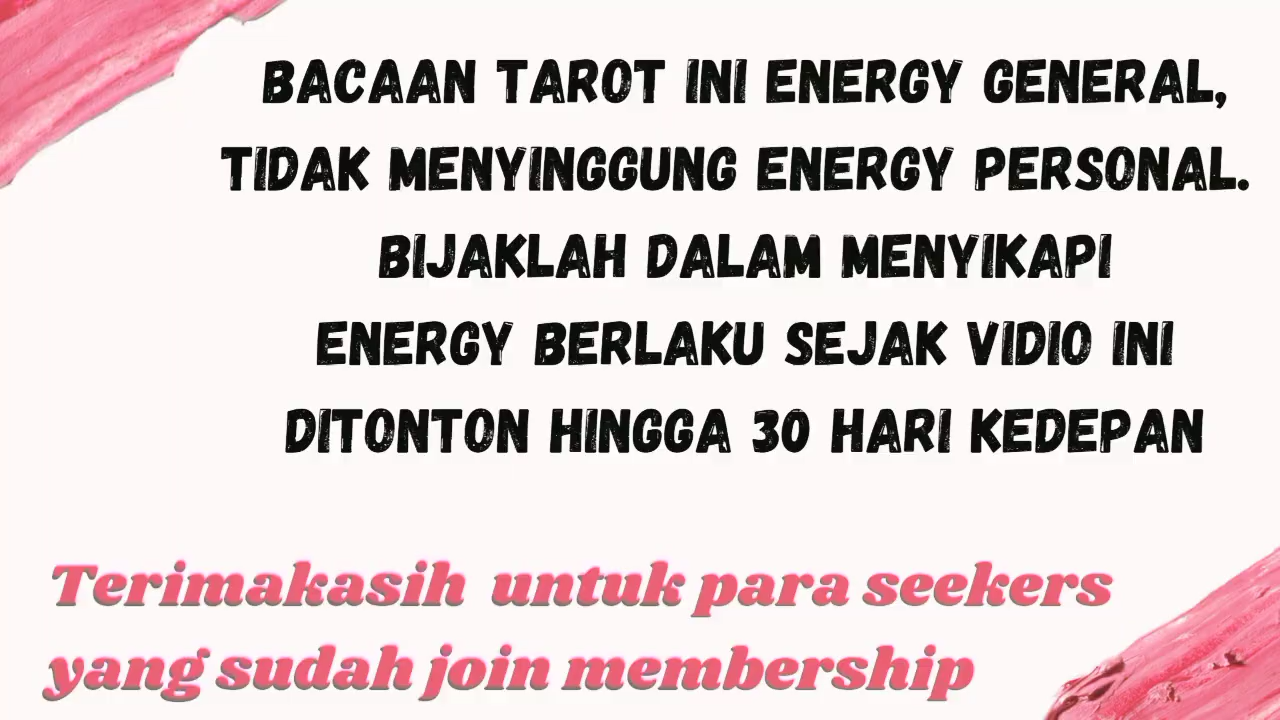 BACAAN TAROT INI ENERGY GENERAL,
TIDAK MENYINGGUNG ENERGY PERSONAL.
BIJAKLAH DALAM MENYIKAPI
ENERGY BERLAKU SEJAK VIDIO INI
DITONTON HINGGA 30 HARI KEDEPAN
Terimakasih untuk para seekers
yang sudah join membership